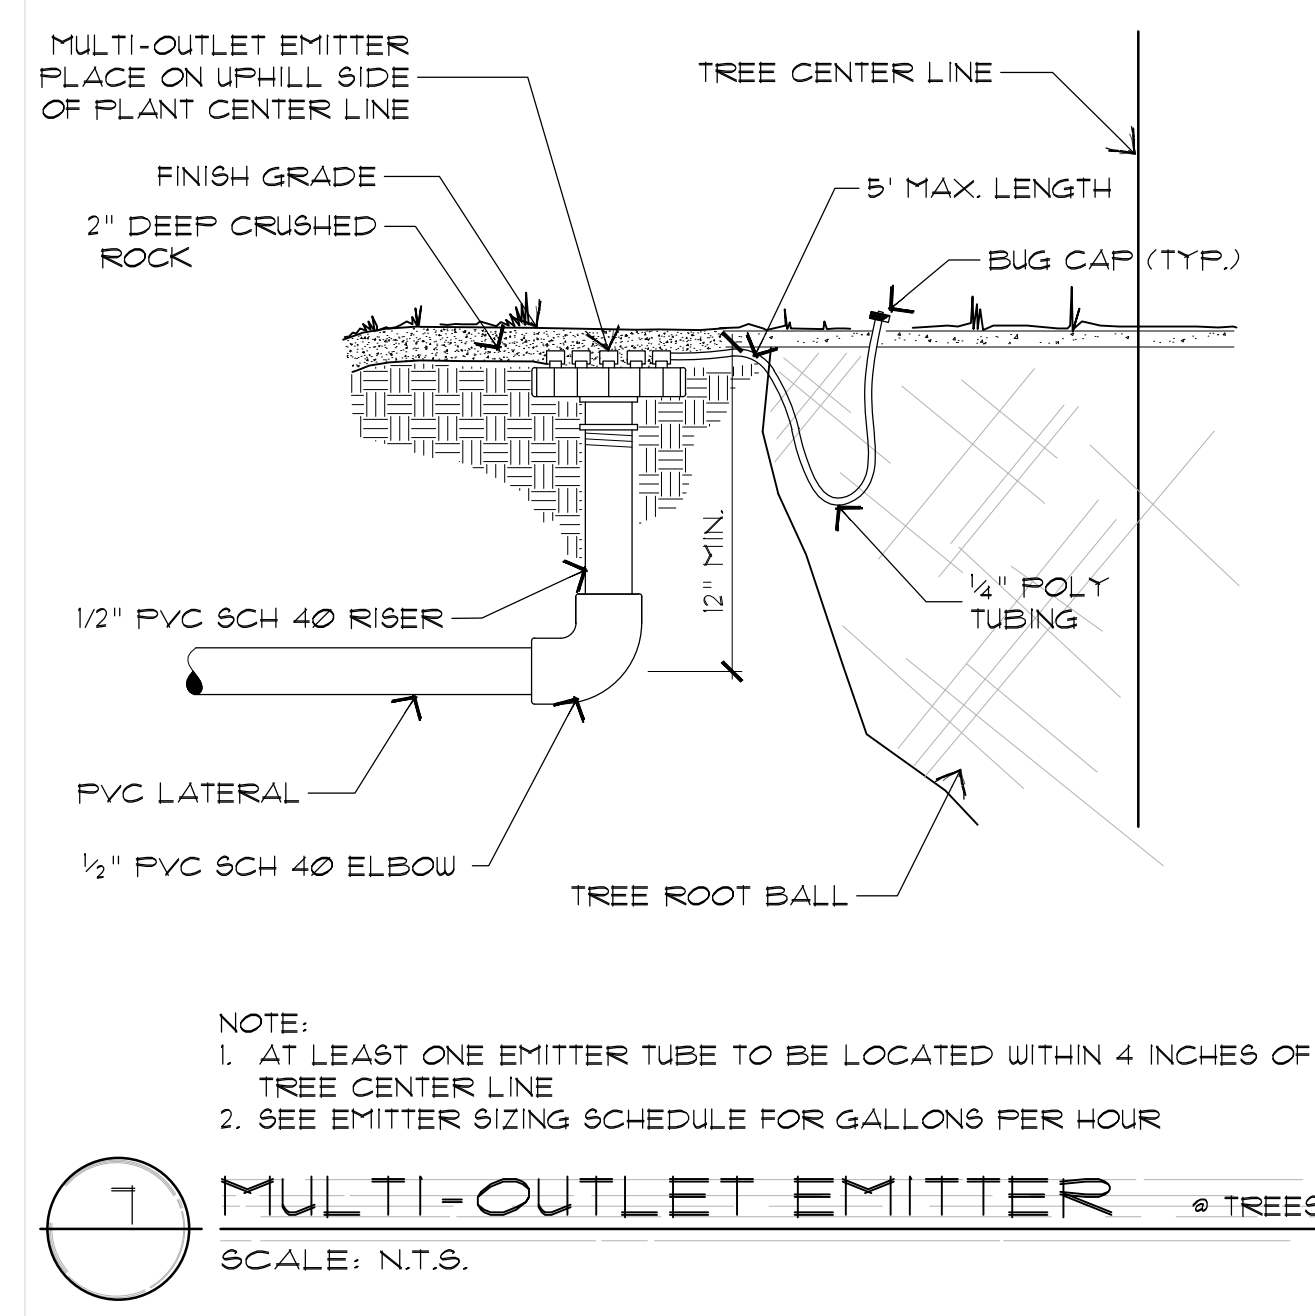 MULTI-OUTLET EMITTER
PLACE ON UPHILL SIDE
OF PLANT CENTER LINE
TREE CENTER LINE
FINISH GRADE
5' MAX. LENGTH
2" DEEP CRUSHED
ROCK
BUG CAP (TYP.)
12" MIN.
1/4" POLY
TUBING
1/2" PVC SCH 40 RISER
PVC LATERAL
1/2" PVC SCH 40 ELBOW
TREE ROOT BALL
NOTE:
1. AT LEAST ONE EMITTER TUBE TO BE LOCATED WITHIN 4 INCHES OF
TREE CENTER LINE
2. SEE EMITTER SIZING SCHEDULE FOR GALLONS PER HOUR
7
MULTI-OUTLET EMITTER @ TREES
SCALE: N.T.S.